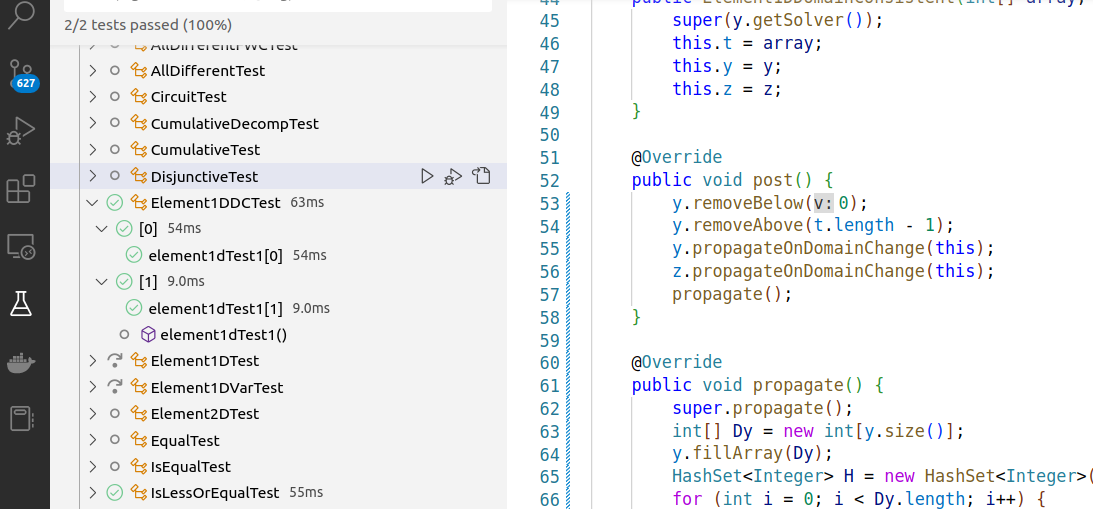 2/2 tests passed (100%)
627
AllDifferentFWCTest
AllDifferentTest
CircuitTest
CumulativeDecompTest
CumulativeTest
DisjunctiveTest
Element1DDCTest 63ms
[0] 54ms
element1dTest1[0] 54ms
[1] 9.0ms
element1dTest1[1] 9.0ms
element1dTest1()
Element1DTest
Element1DVarTest
Element2DTest
EqualTest
IsEqualTest
IsLessOrEqualTest 55ms
44 public Element1DDomainConsistent(int[] array,
45 super(y.getSolver());
46 this.t = array;
47 this.y = y;
48 this.z = z;
49 }
50
51 @Override
52 public void post() {
53 y.removeBelow(v: 0);
54 y.removeAbove(t.length - 1);
55 y.propagateOnDomainChange(this);
56 z.propagateOnDomainChange(this);
57 propagate();
58 }
59
60 @Override
61 public void propagate() {
62 super.propagate();
63 int[] Dy = new int[y.size()];
64 y.fillArray(Dy);
65 HashSet<Integer> H = new HashSet<Integer>(
66 for (int i = 0; i < Dy.length; i++) {